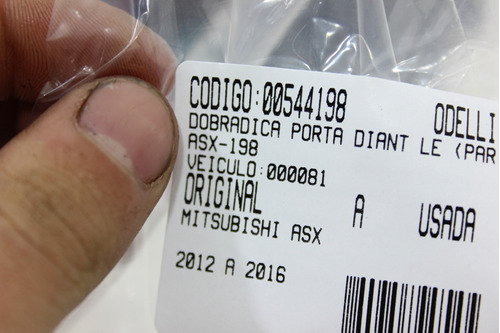 CODIGO:00544198 ODELLI
DOBRADICA PORTA DIANT LE (PAR
ASX-198
VEICULO:000081
ORIGINAL A USADA
MITSUBISHI ASX
2012 A 2016